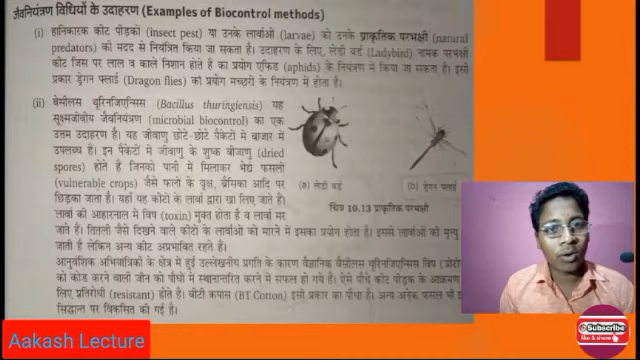 जैवनियंत्रण विधियों के उदाहरण (Examples of Biocontrol methods)
(i) हानिकारक कीट पीड़कों (insect pest) या उनके लार्वाओं (larvae) को उनके प्राकृतिक परभक्षी (natural
predators) की मदद से नियंत्रित किया जा सकता है। उदाहरण के लिए, लेडी बर्ड (Ladybird) नामक परभक्षी
कीट जिस पर लाल व काले निशान होते है का प्रयोग एफिड (aphids) के नियंत्रण में किया जा सकता है। इसी
प्रकार ड्रेगन फ्लाई (Dragon flies) को प्रयोग मच्छरों के नियंत्रण में होता है।
(ii) बेसीलस थूरिनजिएन्सिस (Bacillus thuringiensis) यह
सूक्ष्मजीवीय जैवनियंत्रण (microbial biocontrol) का एक
उत्तम उदाहरण है। यह जीवाणु छोटे-छोटे पैकेटों में बाजार में
उपलब्ध है। इन पैकेटों में जीवाणु के शुष्क बीजाणु (dried
spores) होते है जिनको पानी में मिलाकर भेद्य फसलों
(vulnerable crops) जैसे फलों के वृक्ष, ब्रैसिका आदि पर
छिड़का जाता है। यहाँ यह कीटों के लार्वा द्वारा खा लिए जाते है।
लार्वा की आहारनाल में विष (toxin) मुक्त होता है व लार्वा मर
जाते है। तितली जैसे दिखने वाले कीटों के लार्वाओं को मारने में इसका प्रयोग होता है। इससे लार्वाओं को मृत्यु
जाती है लेकिन अन्य कीट अप्रभावित रहते है।
आनुवंशिक अभियांत्रिकी के क्षेत्र में हुई उल्लेखनीय प्रगति के कारण वैज्ञानिक बैसीलस थूरिनजिएन्सिस विष (प्रोटी
को कोड करने वाली जीन को पौधों में स्थानान्तरित करने में सफल हो गये है। ऐसे पौधे कीट पीड़क के आक्रमण
लिए प्रतिरोधी (resistant) होते है। बीटी कपास (BT Cotton) इसी प्रकार का पौधा है। अन्य अनेक फसल भी
सिद्धान्त पर विकसित की गई है।
(a) लेडी बर्ड
(b) ड्रेगन फ्लाई
चित्र 10.13 प्राकृतिक परभक्षी
Aakash Lecture
Subscribe
like & share